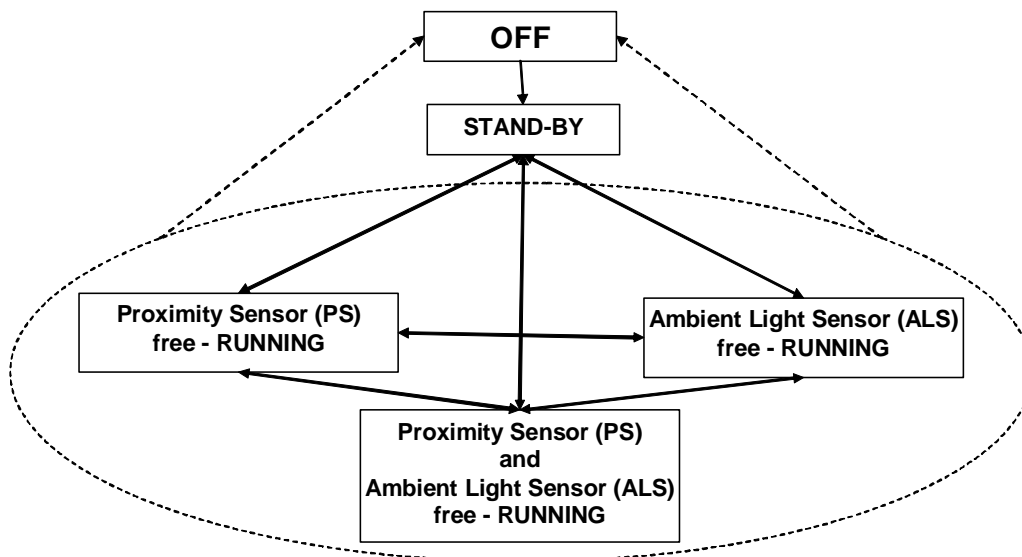 OFF
STAND-BY
Proximity Sensor (PS)
free - RUNNING
Ambient Light Sensor (ALS)
free - RUNNING
Proximity Sensor (PS)
and
Ambient Light Sensor (ALS)
free - RUNNING